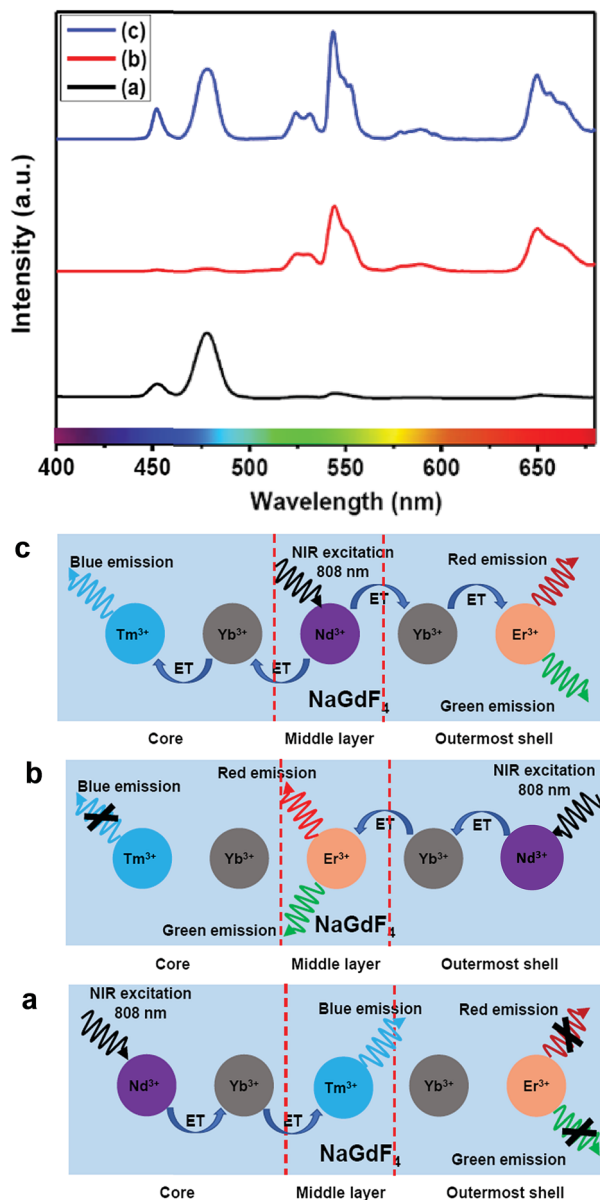 (c)
(b)
(a)
Intensity (a.u.)
400 450 500 550 600 650
Wavelength (nm)
c
NIR excitation
808 nm
Blue emission
Red emission
Tm³⁺ Yb³⁺ Nd³⁺ Yb³⁺ Er³⁺
ET ET ET ET
NaGdF₄
Green emission
Core Middle layer Outermost shell
b
Blue emission
Red emission
NIR excitation
808 nm
ET ET
Tm³⁺ Yb³⁺ Er³⁺ Yb³⁺ Nd³⁺
Green emission
NaGdF₄
Core Middle layer Outermost shell
a
NIR excitation
808 nm
Blue emission
Red emission
Nd³⁺ Yb³⁺ Tm³⁺ Yb³⁺ Er³⁺
ET ET
NaGdF₄
Green emission
Core Middle layer Outermost shell